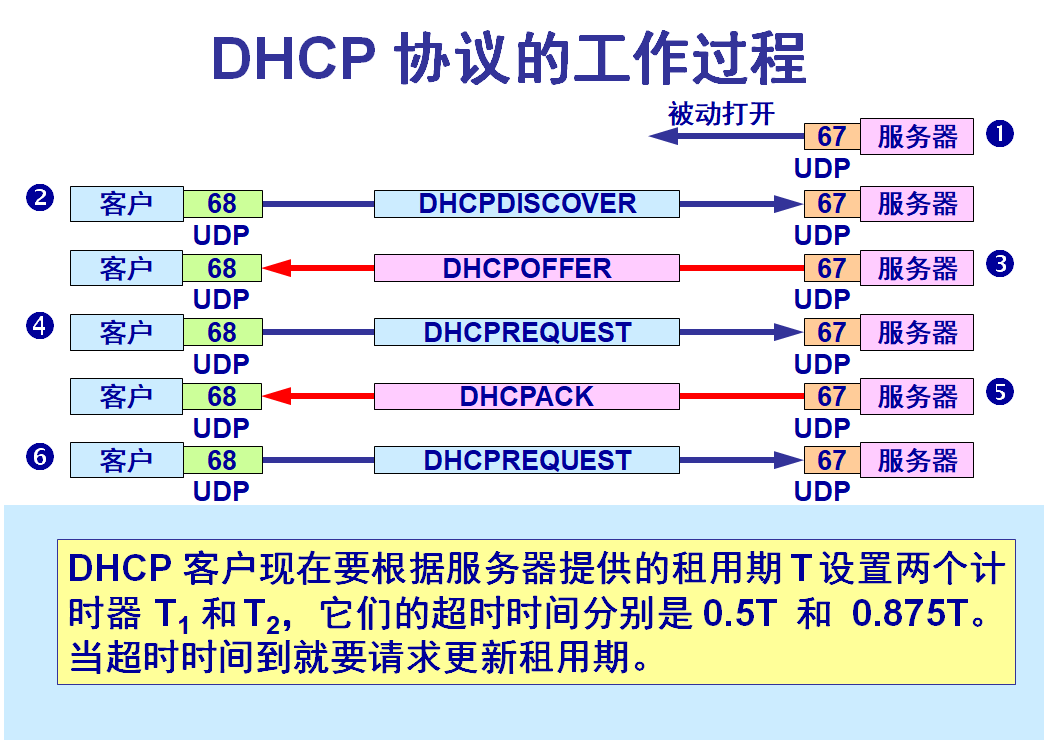 DHCP 协议的工作过程
被动打开
67 服务器 ❶
UDP
❷ 客户 68 DHCPDISCOVER 67 服务器
UDP UDP
客户 68 DHCPOFFER 67 服务器 ❸
UDP UDP
❹ 客户 68 DHCPREQUEST 67 服务器
UDP UDP
客户 68 DHCPACK 67 服务器 ❺
UDP UDP
❻ 客户 68 DHCPREQUEST 67 服务器
UDP UDP
DHCP 客户现在要根据服务器提供的租用期 T 设置两个计
时器 T1 和 T2，它们的超时时间分别是 0.5T 和 0.875T。
当超时时间到就要请求更新租用期。